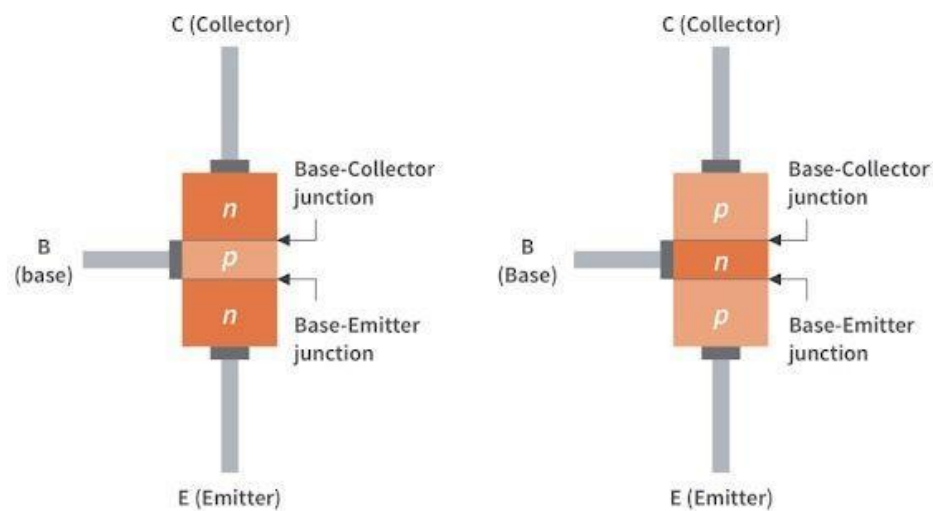 C (Collector)
n
Base-Collector
junction
B
(base)
p
n
Base-Emitter
junction
E (Emitter)
C (Collector)
p
Base-Collector
junction
B
(Base)
n
p
Base-Emitter
junction
E (Emitter)